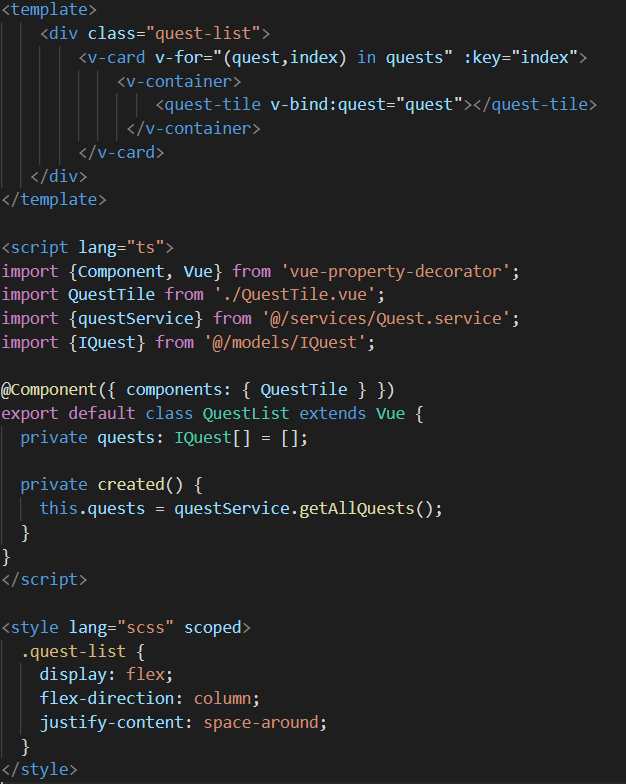 <template>
    <div class="quest-list">
        <v-card v-for="(quest,index) in quests" :key="index">
            <v-container>
                <quest-tile v-bind:quest="quest"></quest-tile>
             </v-container>
        </v-card>
   </div>
</template>

<script lang="ts">
import {Component, Vue} from 'vue-property-decorator';
import QuestTile from './QuestTile.vue';
import {questService} from '@/services/Quest.service';
import {IQuest} from '@/models/IQuest';

@Component({ components: { QuestTile } })
export default class QuestList extends Vue {
  private quests: IQuest[] = [];

  private created() {
    this.quests = questService.getAllQuests();
  }
}
</script>

<style lang="scss" scoped>
  .quest-list {
    display: flex;
    flex-direction: column;
    justify-content: space-around;
  }
</style>